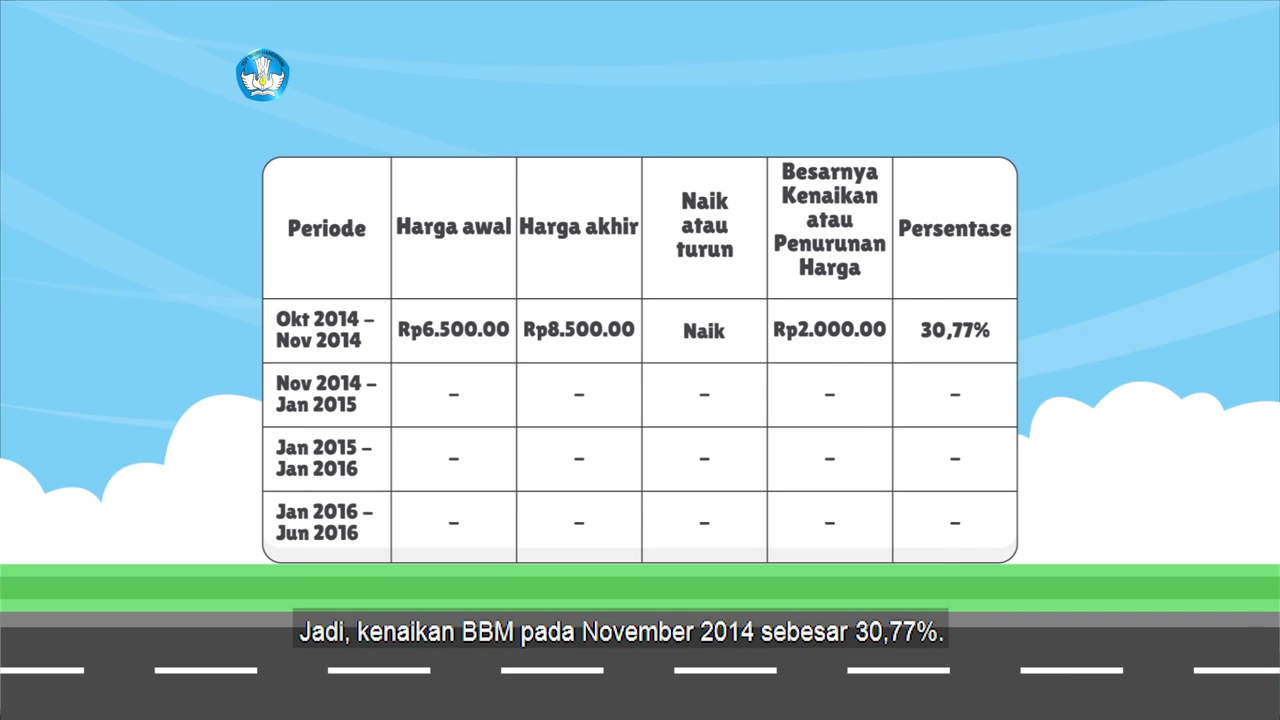 Periode
Harga awal
Harga akhir
Naik
atau
turun
Besarnya
Kenaikan
atau
Penurunan
Harga
Persentase
Okt 2014 –
Nov 2014
Rp6.500.00
Rp8.500.00
Naik
Rp2.000.00
30,77%
Nov 2014 –
Jan 2015
–
–
–
–
–
Jan 2015 –
Jan 2016
–
–
–
–
–
Jan 2016 –
Jun 2016
–
–
–
–
–
Jadi, kenaikan BBM pada November 2014 sebesar 30,77%.